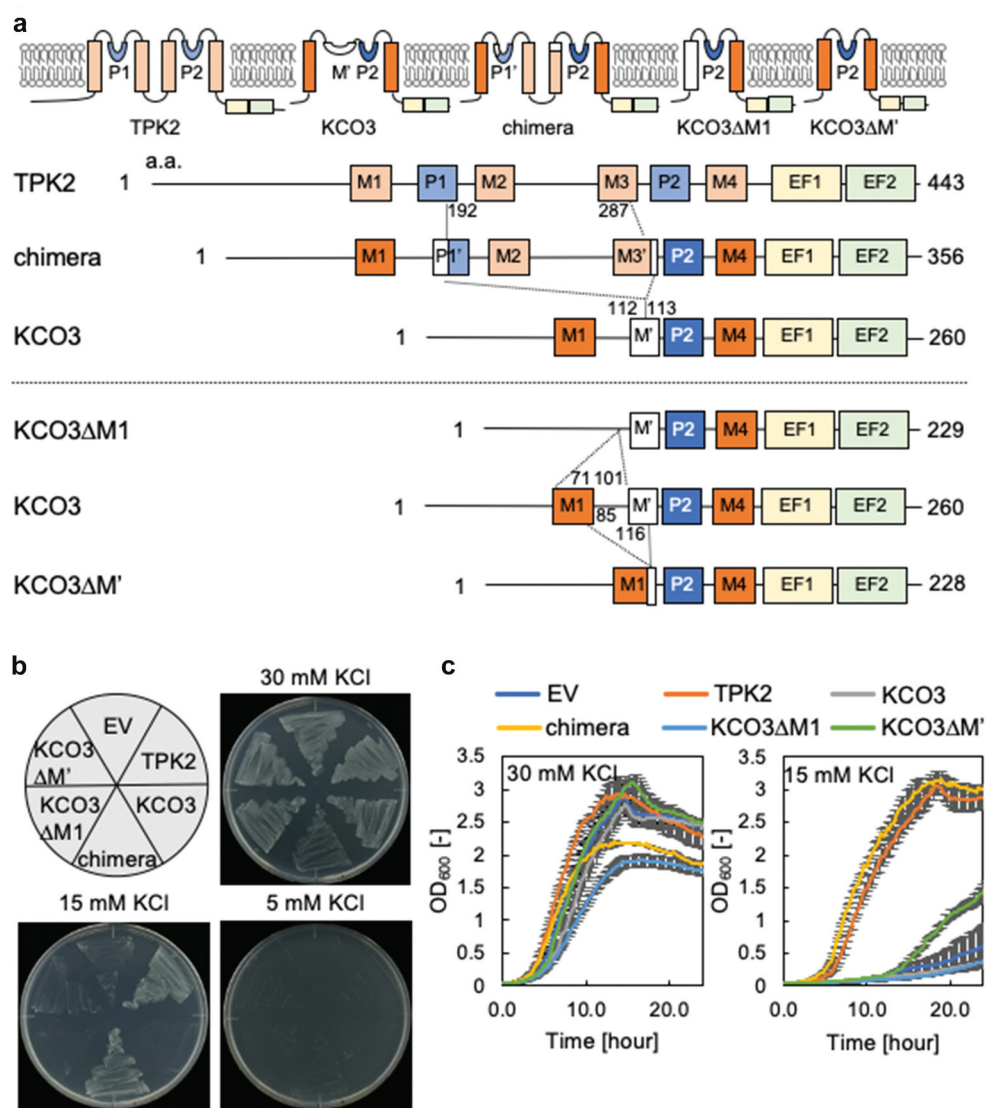 a
P1 P2 M' P2 P1' P2 P2 P2
TPK2 KCO3 chimera KCO3ΔM1 KCO3ΔM'
a.a.
TPK2 1 M1 P1 M2 M3 P2 M4 EF1 EF2 443
192 287
chimera 1 M1 P1' M2 M3' P2 M4 EF1 EF2 356
112 113
KCO3 1 M1 M' P2 M4 EF1 EF2 260
KCO3ΔM1 1 M' P2 M4 EF1 EF2 229
71 101
KCO3 1 M1 M' P2 M4 EF1 EF2 260
85
116
KCO3ΔM' 1 M1 P2 M4 EF1 EF2 228
b
30 mM KCl
EV
TPK2
KCO3
chimera
KCO3
ΔM1
KCO3
ΔM'
15 mM KCl 5 mM KCl
c
EV TPK2 KCO3
chimera KCO3ΔM1 KCO3ΔM'
30 mM KCl
OD600 [-]
3.5
3
2.5
2
1.5
1
0.5
0
0.0 10.0 20.0
Time [hour]
15 mM KCl
OD600 [-]
3.5
3
2.5
2
1.5
1
0.5
0
0.0 10.0 20.0
Time [hour]